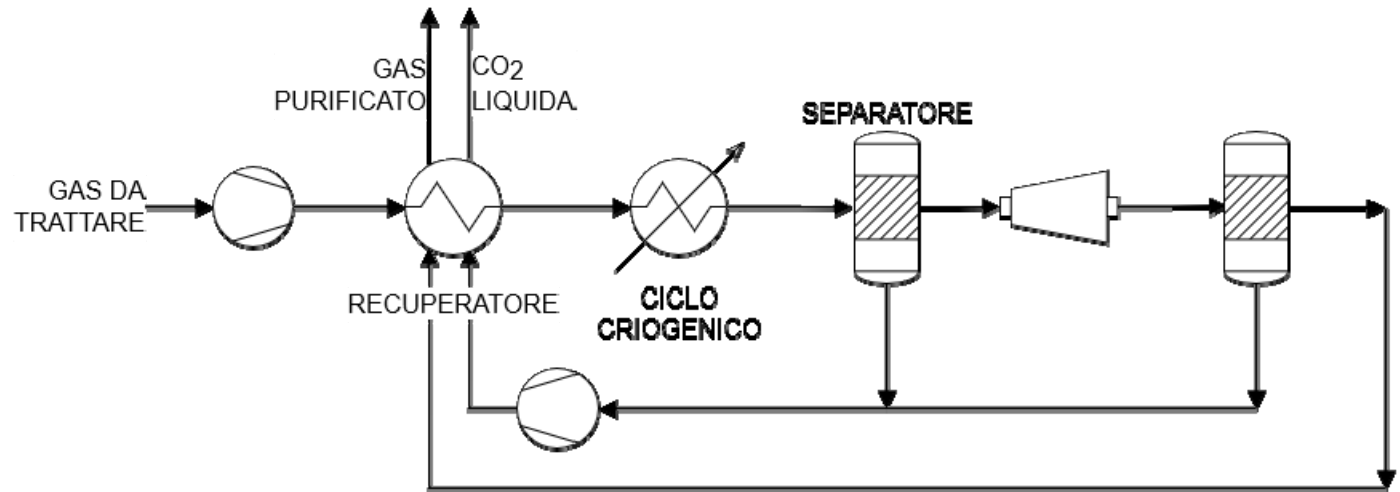 GAS
PURIFICATO
CO2
LIQUIDA
SEPARATORE
GAS DA
TRATTARE
RECUPERATORE
CICLO
CRIOGENICO